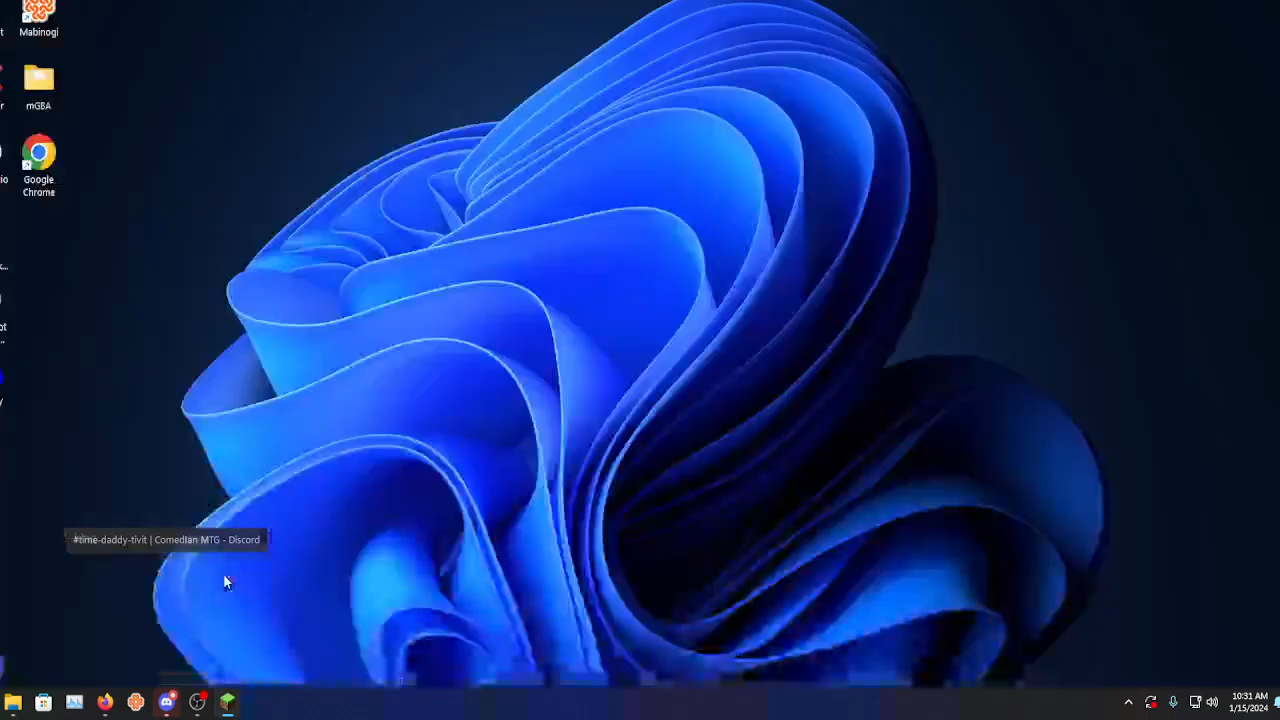 Mabinogi
mGBA
Google
Chrome
#time-daddy-tivit | Comedian MTG - Discord
10:31 AM
1/15/2024